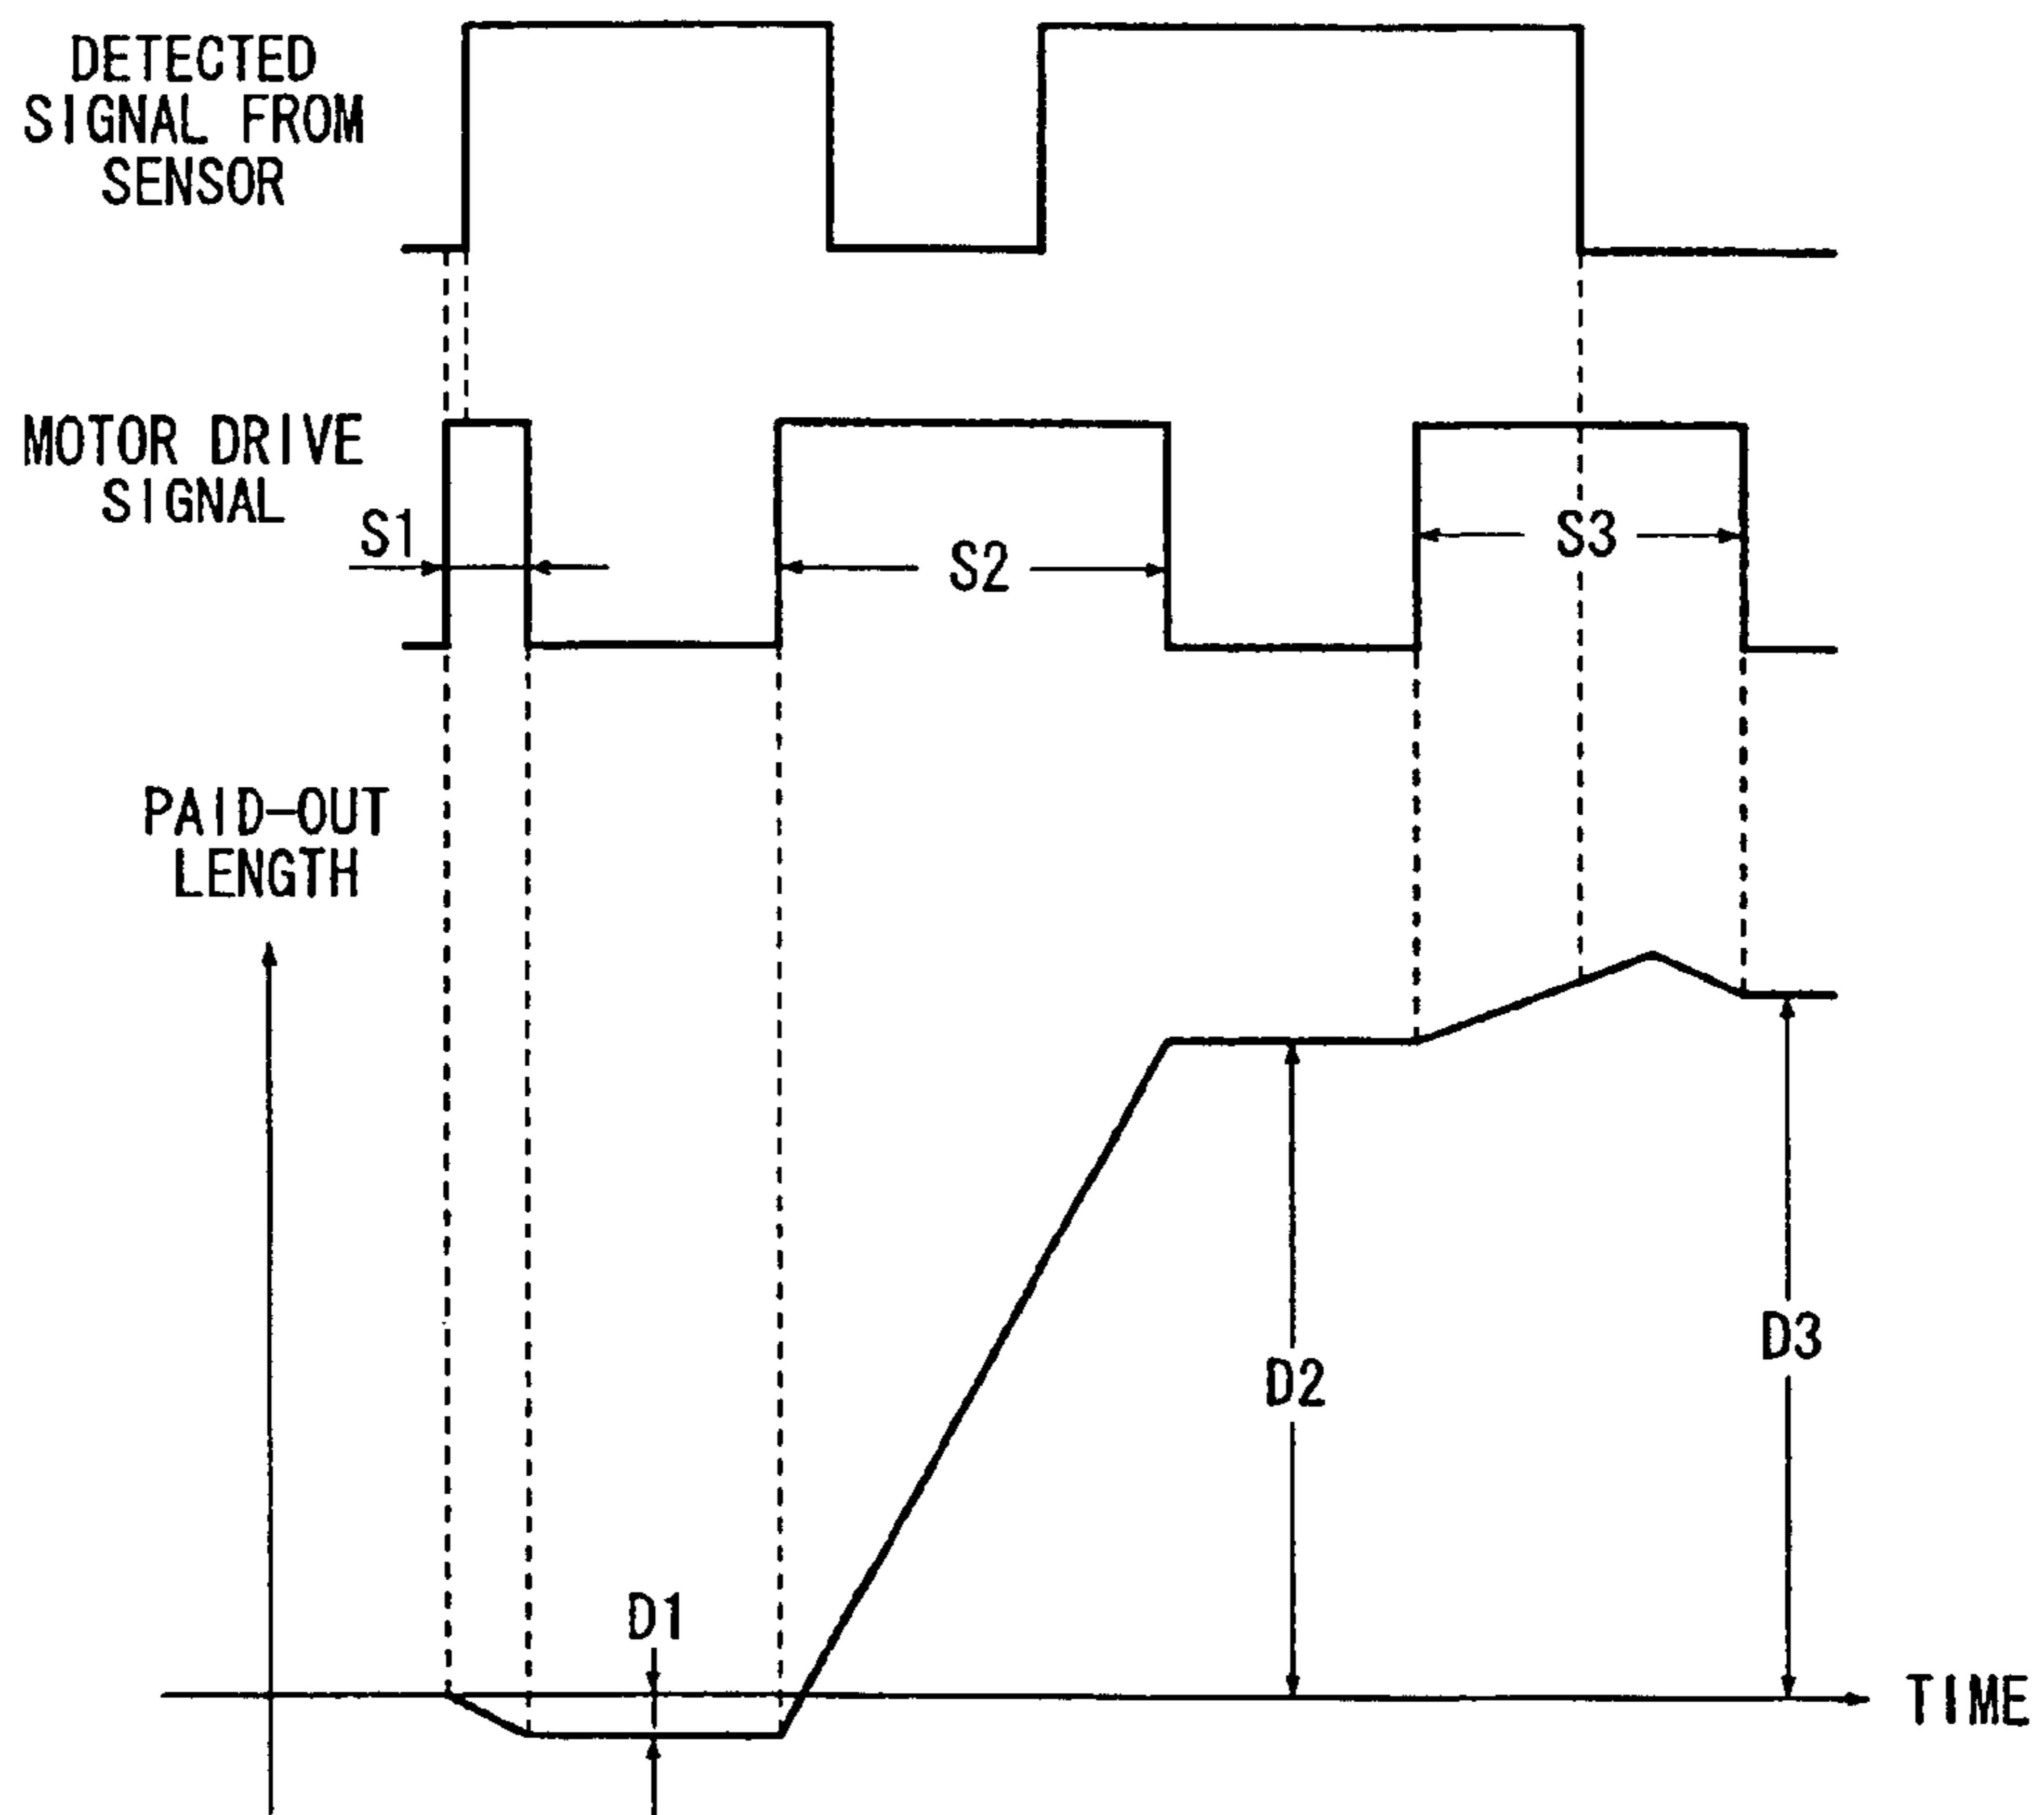 DETECTED
SIGNAL FROM
SENSOR
MOTOR DRIVE
SIGNAL
S1
S2
S3
PAID-OUT
LENGTH
D1
D2
D3
TIME